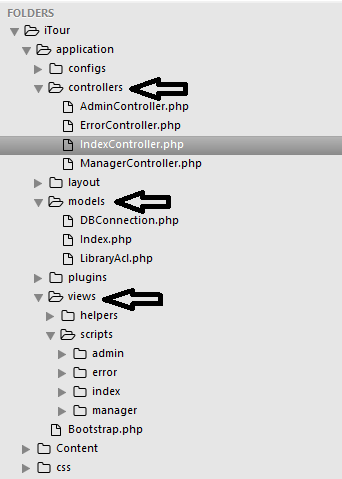 FOLDERS
iTour
application
configs
controllers
AdminController.php
ErrorController.php
IndexController.php
ManagerController.php
layout
models
DBConnection.php
Index.php
LibraryAcl.php
plugins
views
helpers
scripts
admin
error
index
manager
Bootstrap.php
Content
css